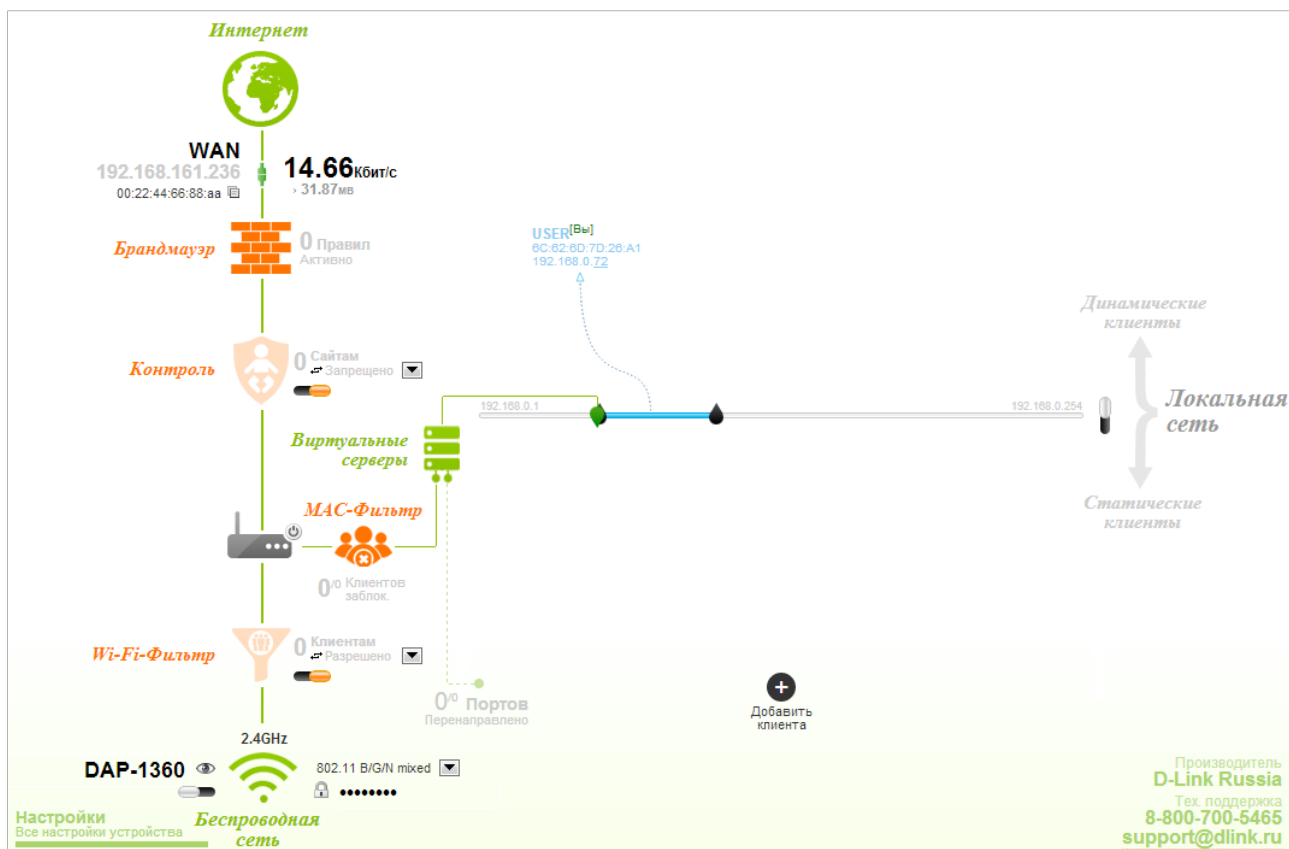 Интернет
WAN
192.168.161.236
00:22:44:66:88:aa
14.66 Кбит/с
› 31.87мв
Брандмауэр
0 Правил
Активно
USER[Вы]
6C:62:6D:7D:26:A1
192.168.0.72
Динамические
клиенты
Контроль
0 Сайтам
Запрещено
192.168.0.1
192.168.0.254
Локальная
сеть
Виртуальные
серверы
Статические
клиенты
MAC-Фильтр
0/0 Клиентов
заблок.
Wi-Fi-Фильтр
0 Клиентам
Разрешено
0/0 Портов
Перенаправлено
Добавить
клиента
2.4GHz
DAP-1360
802.11 B/G/N mixed
••••••••
Беспроводная
сеть
Настройки
Все настройки устройства
Производитель
D-Link Russia
Тех. поддержка
8-800-700-5465
support@dlink.ru